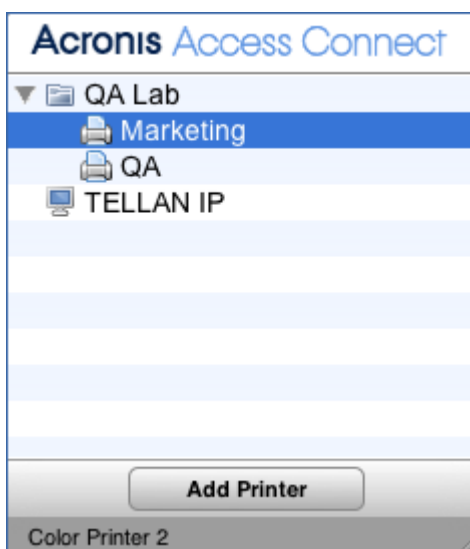 Acronis Access Connect
QA Lab
Marketing
QA
TELLAN IP
Add Printer
Color Printer 2